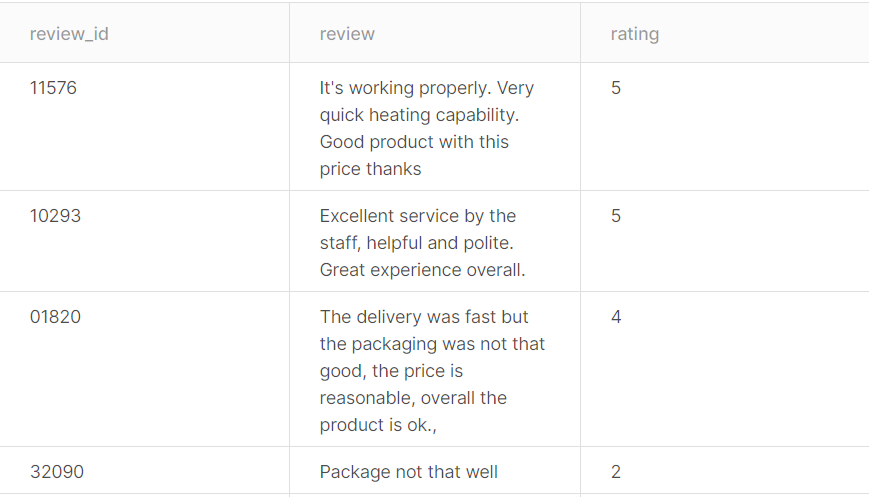 review_id review rating
11576 It's working properly. Very 5
quick heating capability.
Good product with this
price thanks
10293 Excellent service by the 5
staff, helpful and polite.
Great experience overall.
01820 The delivery was fast but 4
the packaging was not that
good, the price is
reasonable, overall the
product is ok.,
32090 Package not that well 2